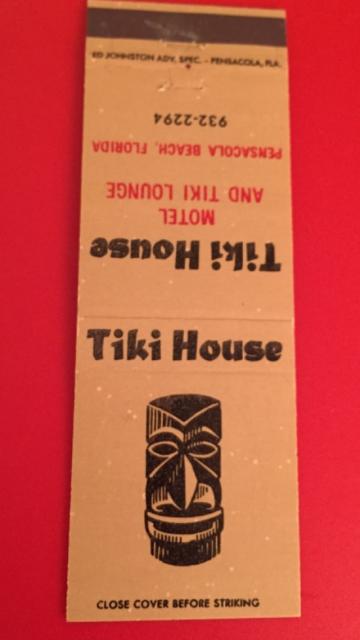 ED JOHNSTON ADV. SPEC. - PENSACOLA, FLA.
Tiki House
MOTEL
AND TIKI LOUNGE
PENSACOLA BEACH, FLORIDA
932-2294
Tiki House
CLOSE COVER BEFORE STRIKING